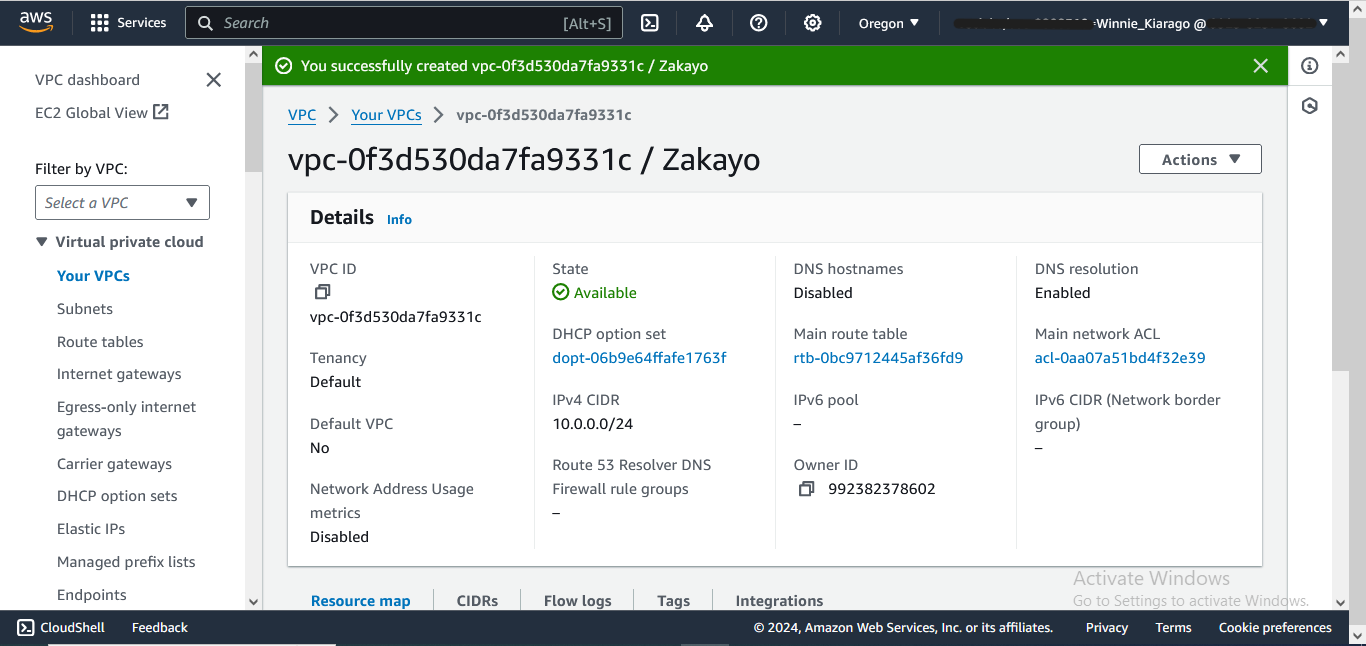 aws
Services
Search
[Alt+S]
Oregon
Winnie_Kiarago @
VPC dashboard
EC2 Global View
Filter by VPC:
Select a VPC
Virtual private cloud
Your VPCs
Subnets
Route tables
Internet gateways
Egress-only internet
gateways
Carrier gateways
DHCP option sets
Elastic IPs
Managed prefix lists
Endpoints
You successfully created vpc-0f3d530da7fa9331c / Zakayo
VPC
Your VPCs
vpc-0f3d530da7fa9331c
vpc-0f3d530da7fa9331c / Zakayo
Actions
Details
Info
VPC ID
vpc-0f3d530da7fa9331c
Tenancy
Default
Default VPC
No
Network Address Usage
metrics
Disabled
State
Available
DHCP option set
dopt-06b9e64ffafe1763f
IPv4 CIDR
10.0.0.0/24
Route 53 Resolver DNS
Firewall rule groups
–
DNS hostnames
Disabled
Main route table
rtb-0bc9712445af36fd9
IPv6 pool
–
Owner ID
992382378602
DNS resolution
Enabled
Main network ACL
acl-0aa07a51bd4f32e39
IPv6 CIDR (Network border
group)
–
Resource map
CIDRs
Flow logs
Tags
Integrations
Activate Windows
Go to Settings to activate Windows.
CloudShell
Feedback
© 2024, Amazon Web Services, Inc. or its affiliates.
Privacy
Terms
Cookie preferences